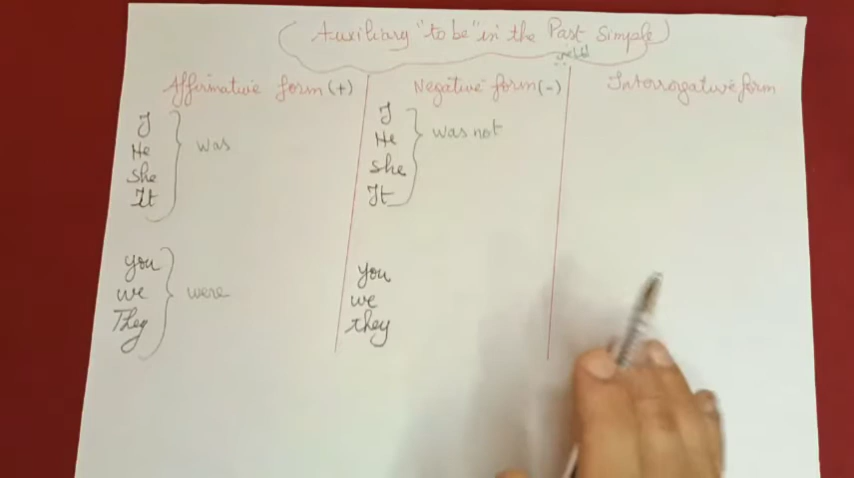 Auxiliary "to be" in the Past Simple
Affirmative form (+)
I
He
she
It
was
you
we
They
were
Negative form (-)
I
He
she
It
was not
you
we
they
Interrogative form